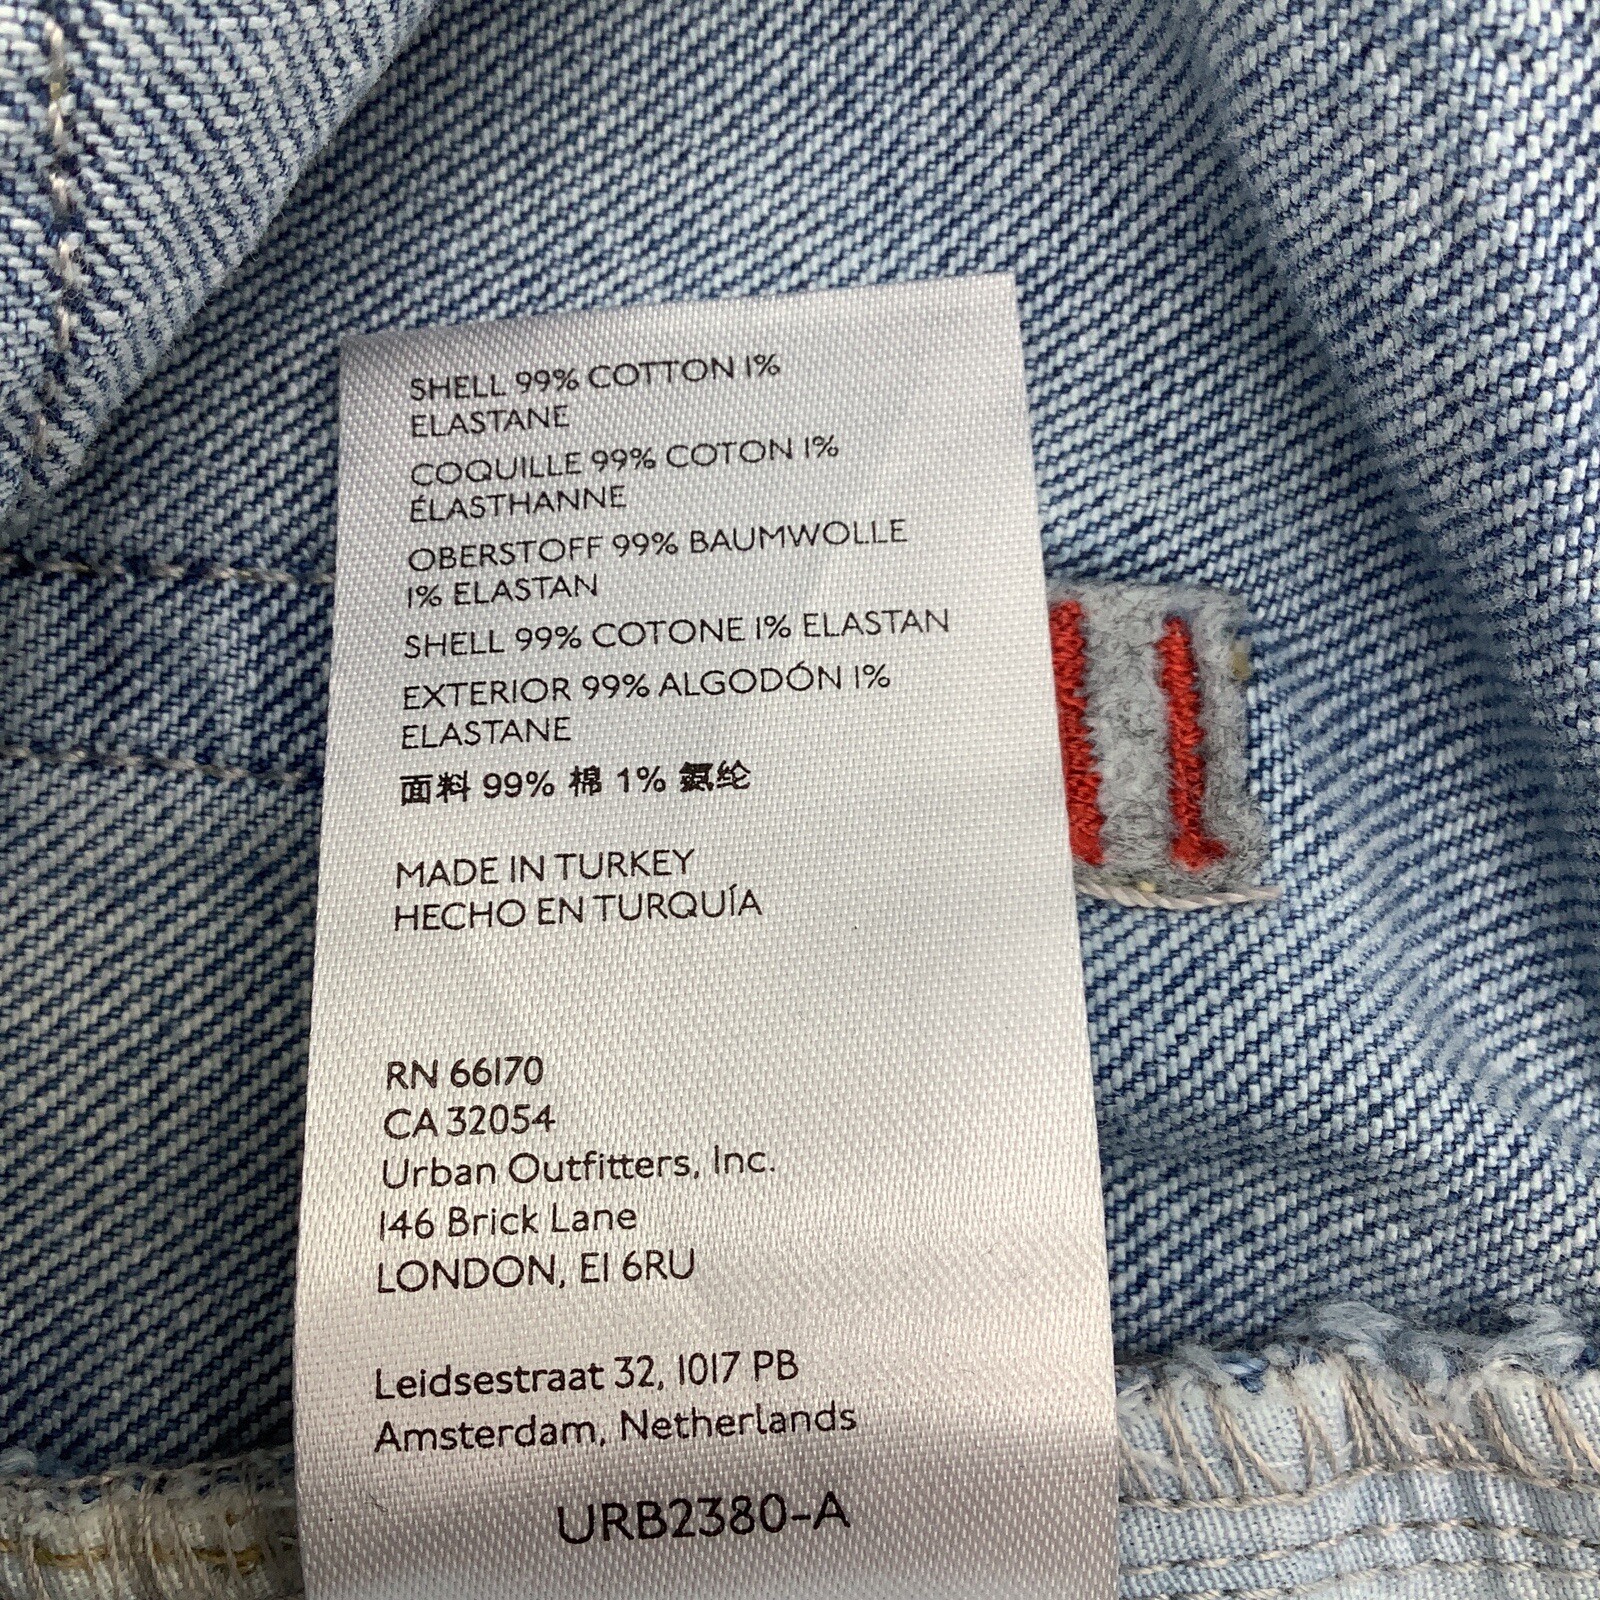 SHELL 99% COTTON 1%
ELASTANE
COQUILLE 99% COTON 1%
ÉLASTHANNE
OBERSTOFF 99% BAUMWOLLE
1% ELASTAN
SHELL 99% COTONE 1% ELASTAN
EXTERIOR 99% ALGODÓN 1%
ELASTANE
面料 99% 棉 1% 氨纶
MADE IN TURKEY
HECHO EN TURQUÍA
RN 66170
CA 32054
Urban Outfitters, Inc.
146 Brick Lane
LONDON, E1 6RU
Leidsestraat 32, 1017 PB
Amsterdam, Netherlands
URB2380-A